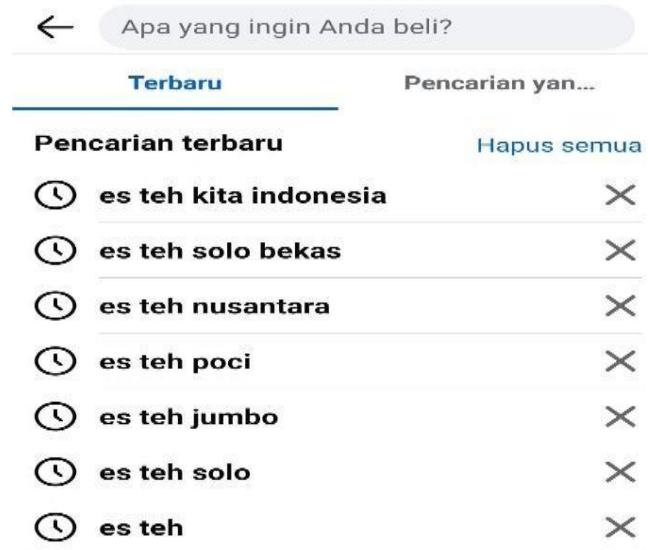 Apa yang ingin Anda beli?
Terbaru Pencarian yan...
Pencarian terbaru Hapus semua
es teh kita indonesia
es teh solo bekas
es teh nusantara
es teh poci
es teh jumbo
es teh solo
es teh